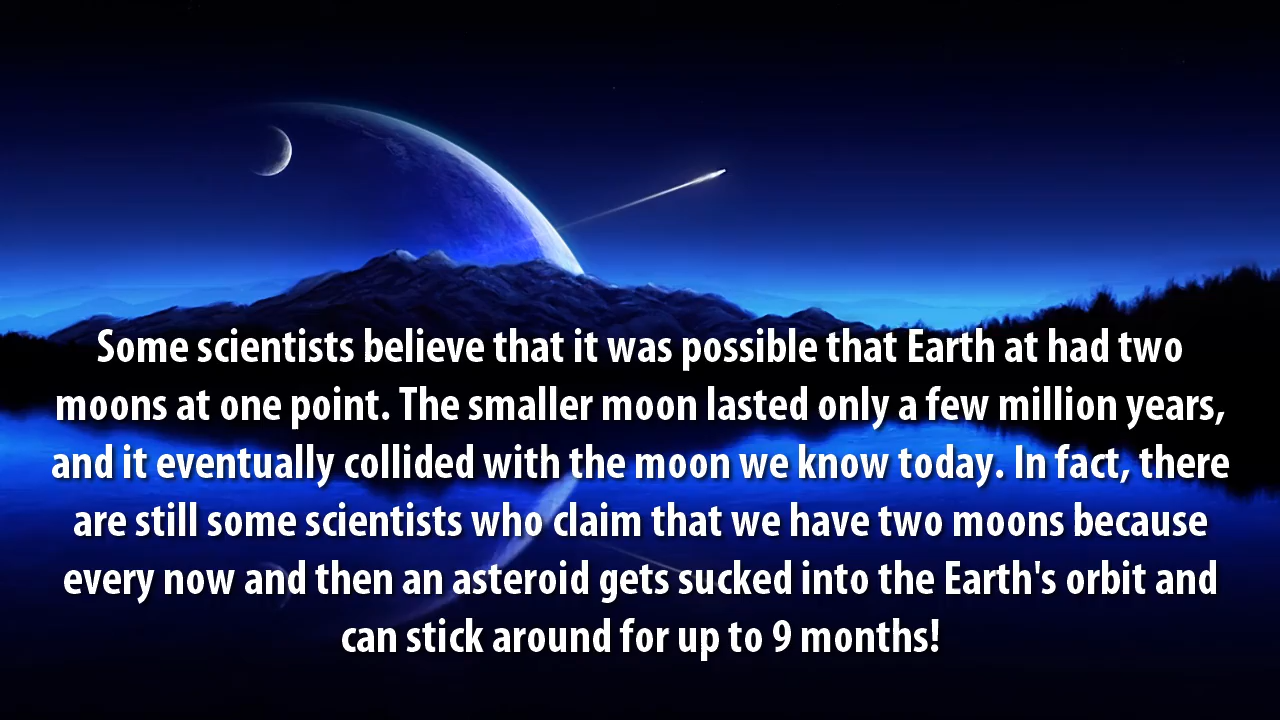 Some scientists believe that it was possible that Earth at had two
moons at one point. The smaller moon lasted only a few million years,
and it eventually collided with the moon we know today. In fact, there
are still some scientists who claim that we have two moons because
every now and then an asteroid gets sucked into the Earth's orbit and
can stick around for up to 9 months!